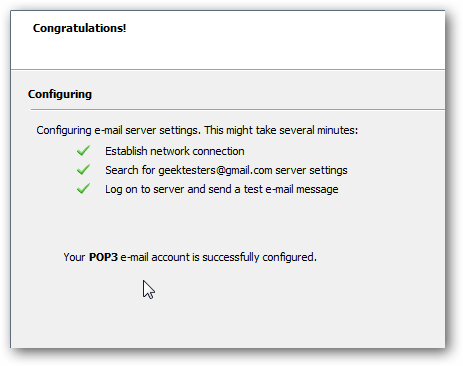 Congratulations!
Configuring
Configuring e-mail server settings. This might take several minutes:
Establish network connection
Search for geektesters@gmail.com server settings
Log on to server and send a test e-mail message
Your POP3 e-mail account is successfully configured.